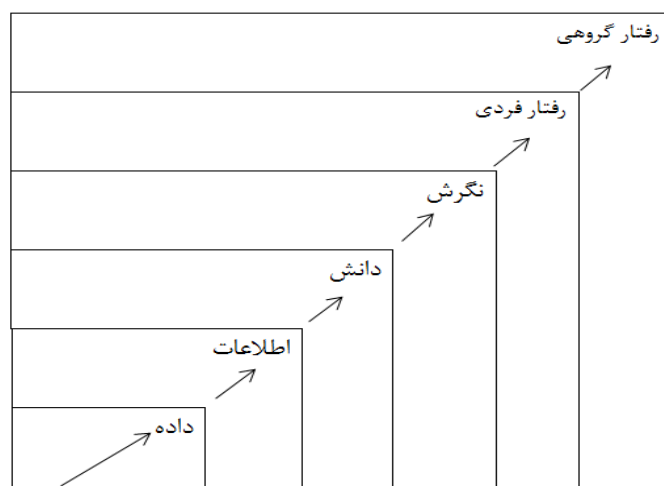 رفتار گروهی
رفتار فردی
نگرش
دانش
اطلاعات
داده